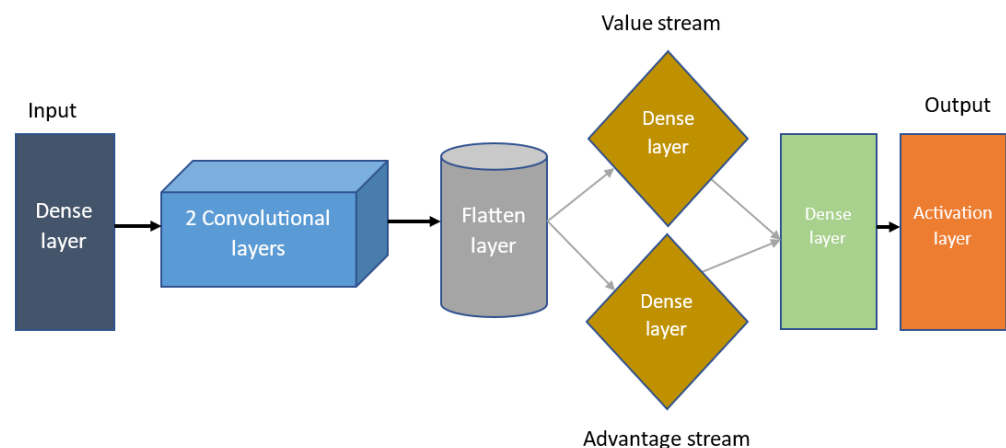 Value stream
Input
Output
Dense
layer
Dense
layer
2 Convolutional
layers
Flatten
layer
Dense
layer
Activation
layer
Dense
layer
Advantage stream